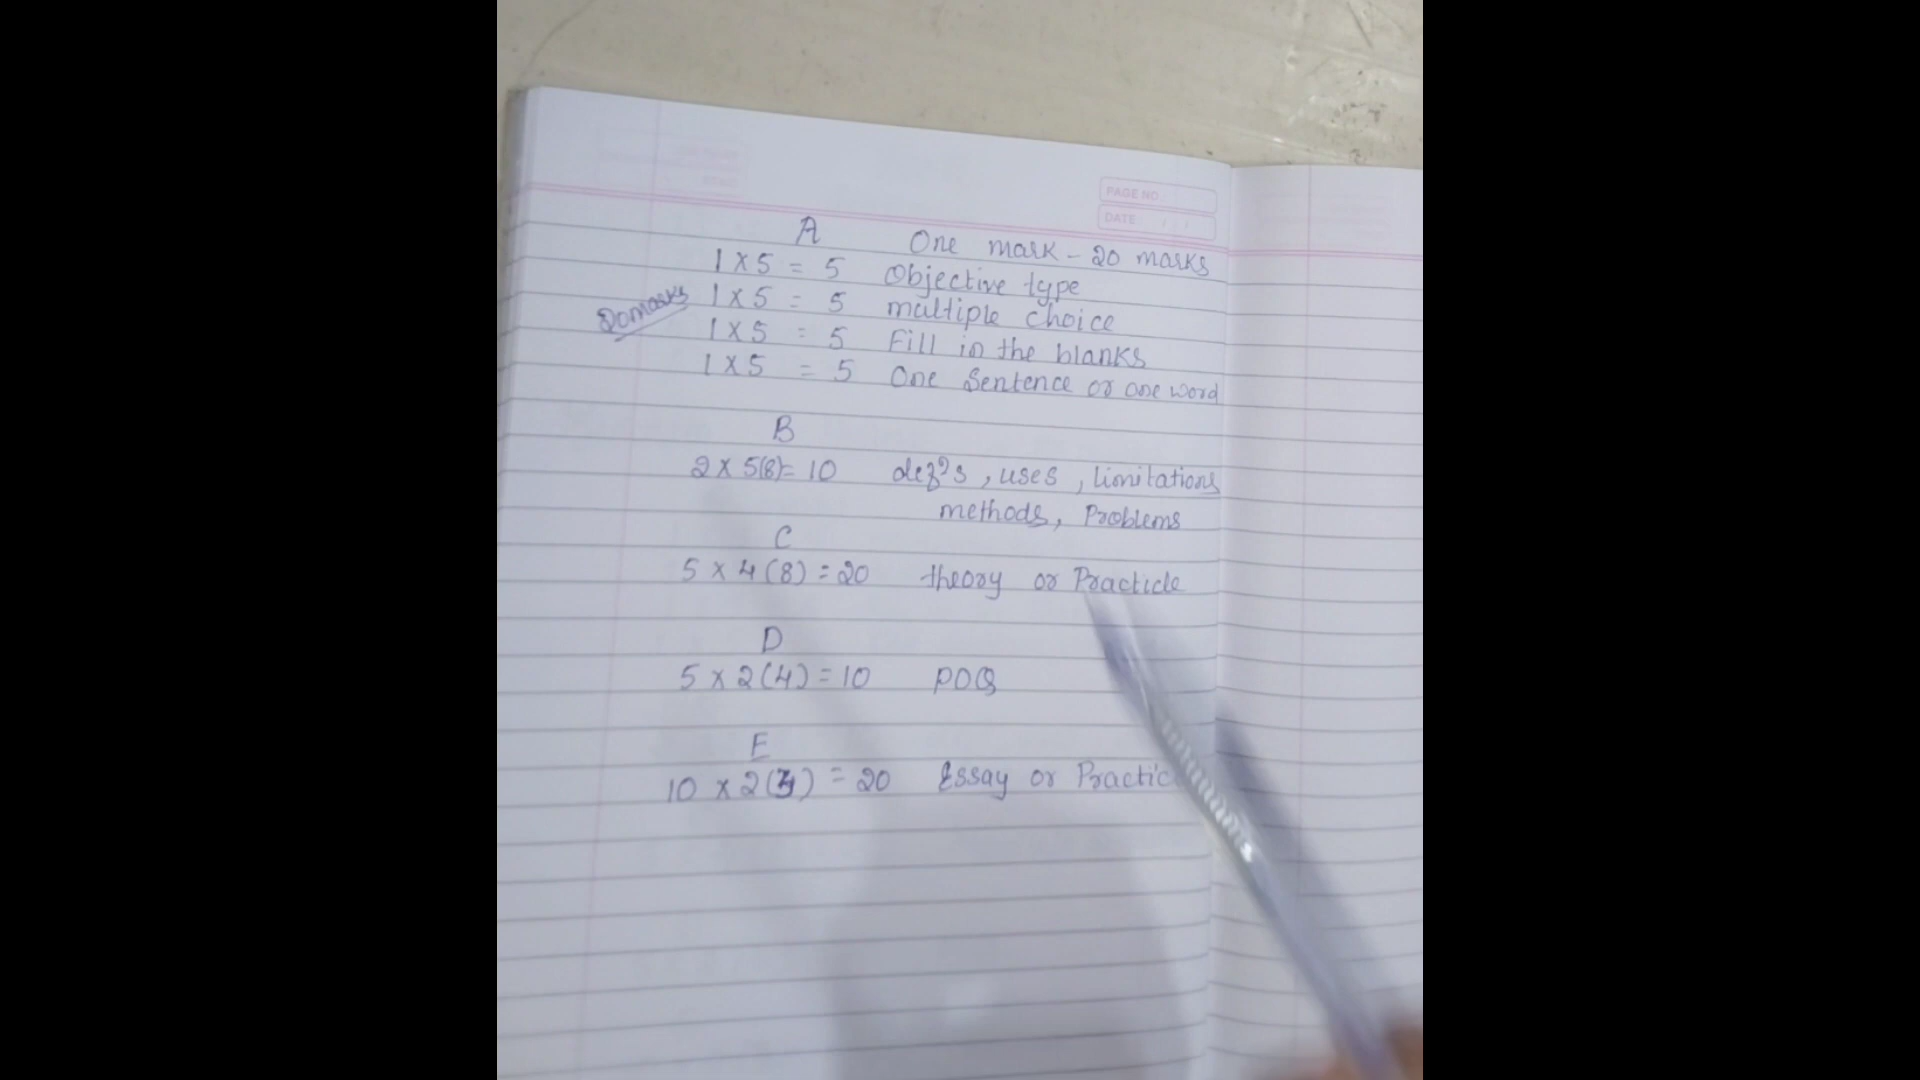 PAGE NO.
DATE / /
A One mark - 20 marks
1 x 5 = 5 Objective type
20 marks 1 x 5 = 5 multiple choice
1 x 5 = 5 Fill in the blanks
1 x 5 = 5 One Sentence or one word
B
2 x 5(8)= 10 , uses , limitations
methods, Problems
C
5 x 4 (8) = 20 theory or Practicle
D
5 x 2 (4) = 10 POQ
E
10 x 2 ( ) = 20 Essay or